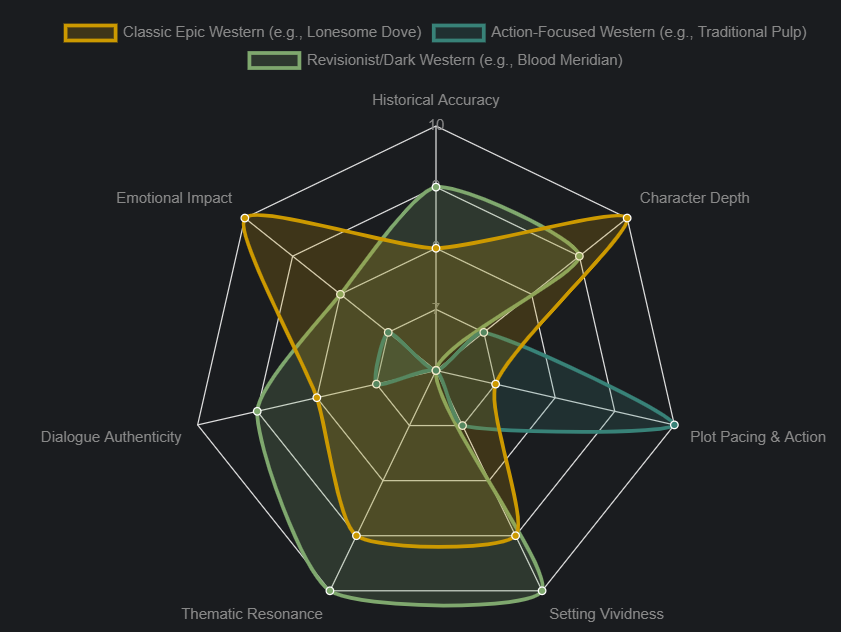 Classic Epic Western (e.g., Lonesome Dove) Action-Focused Western (e.g., Traditional Pulp)
Revisionist/Dark Western (e.g., Blood Meridian)
Historical Accuracy
10
Emotional Impact
Character Depth
7
Dialogue Authenticity
Plot Pacing & Action
Thematic Resonance
Setting Vividness